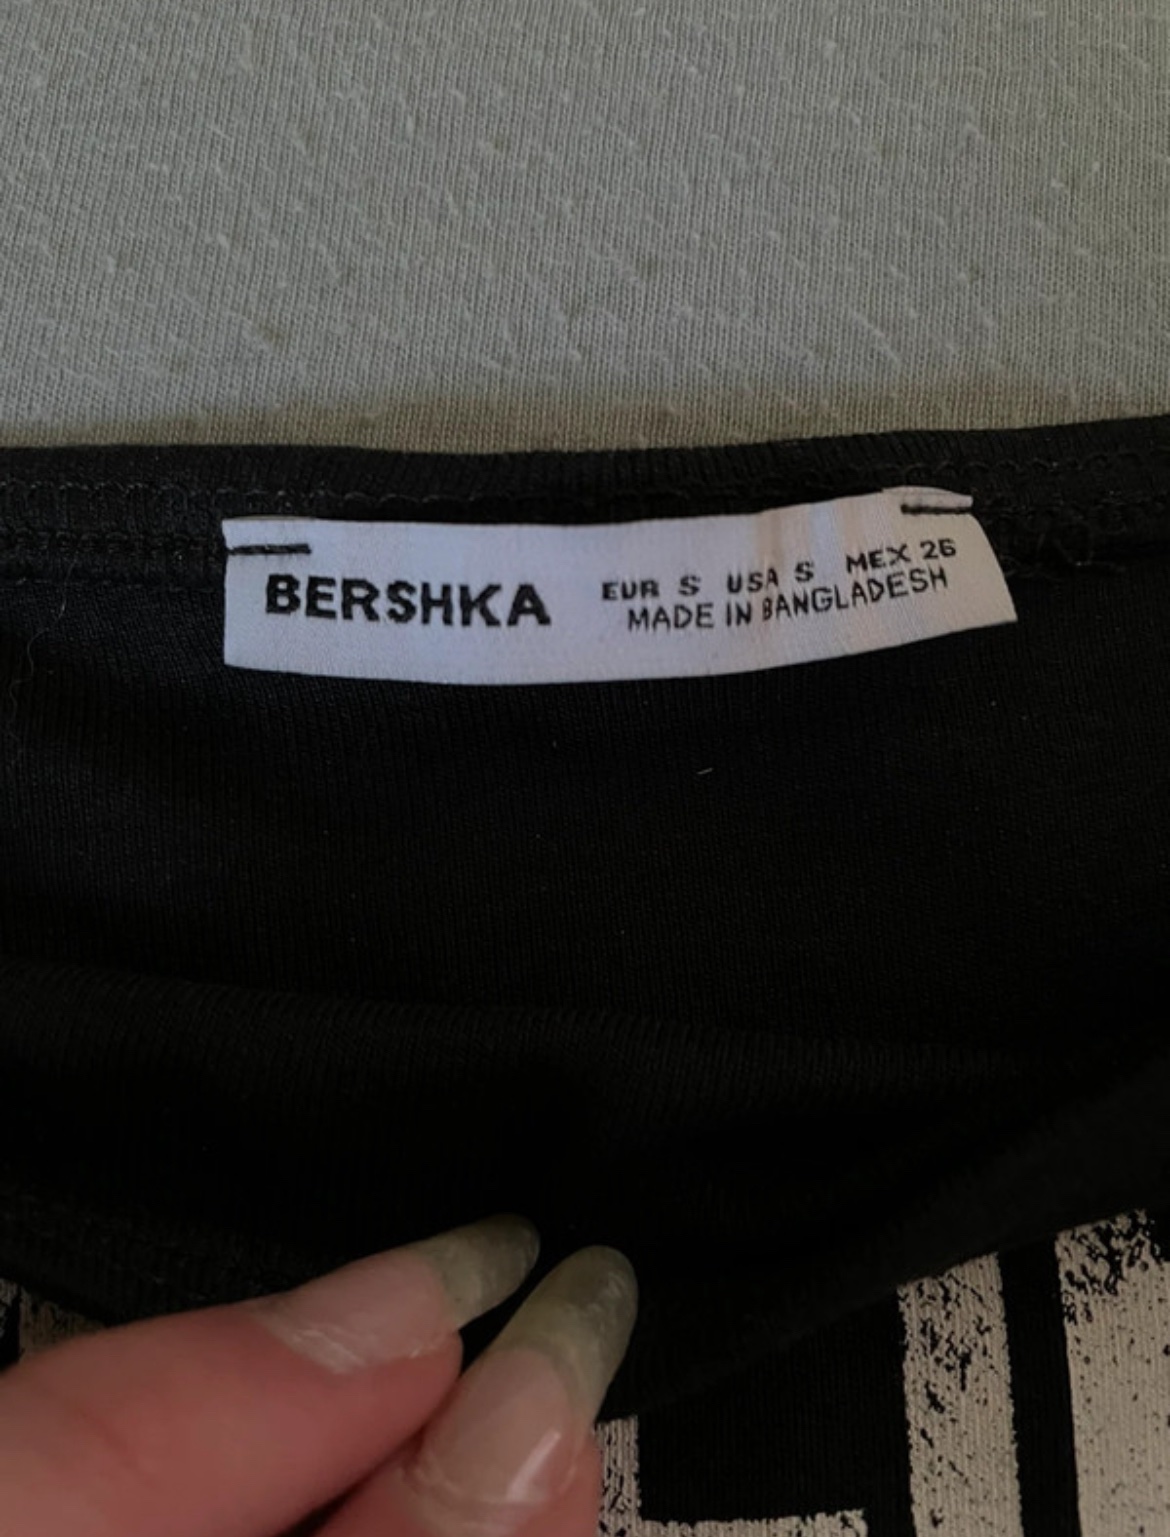 BERSHKA
EUR S USA S MEX 26
MADE IN BANGLADESH